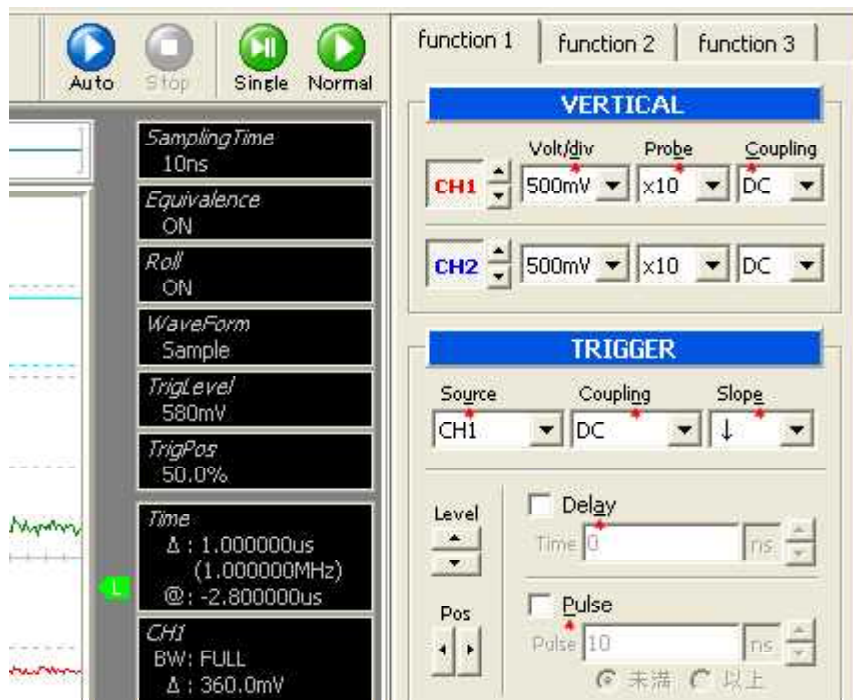 Auto Stop Single Normal
function 1 function 2 function 3
SamplingTime
10ns
Equivalence
ON
Roll
ON
WaveForm
Sample
TrigLevel
580mV
TrigPos
50.0%
Time
Δ : 1.000000us
(1.000000MHz)
@: -2.800000us
CH1
BW: FULL
Δ : 360.0mV
L
VERTICAL
Volt/div Probe Coupling
CH1 500mV x10 DC
CH2 500mV x10 DC
TRIGGER
Source Coupling Slope
CH1 DC ↓
Level
Pos
Delay
Time 0 ns
Pulse
Pulse 10 ns
未満 以上